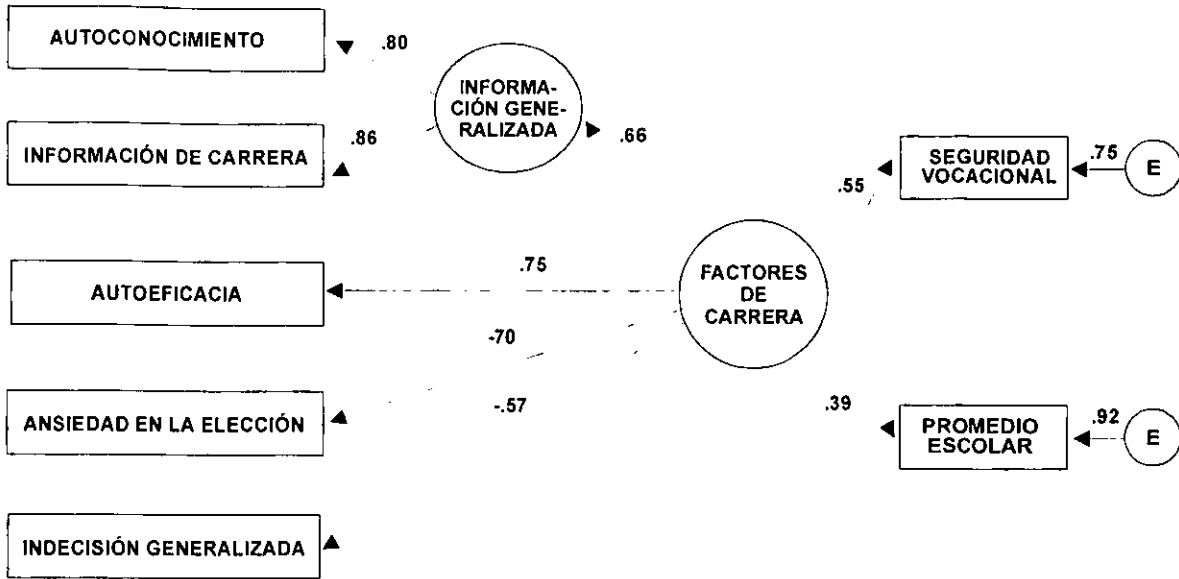 AUTOCONOCIMIENTO
.80
INFORMA-
CIÓN GENE-
RALIZADA
.66
INFORMACIÓN DE CARRERA
.86
SEGURIDAD
VOCACIONAL
.75
E
.55
AUTOEFICACIA
.75
FACTORES
DE
CARRERA
-70
ANSIEDAD EN LA ELECCIÓN
-.57
.39
PROMEDIO
ESCOLAR
.92
E
INDECISIÓN GENERALIZADA